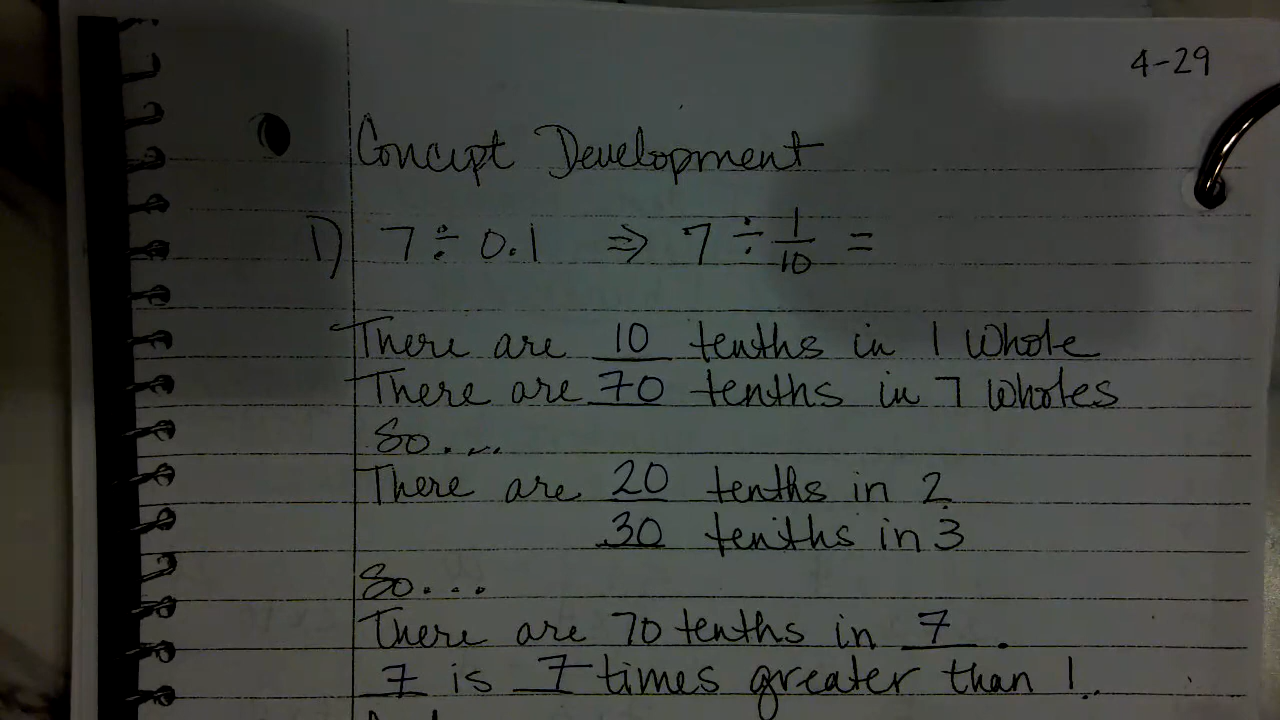 4-29
Concept Development
1) 7 ÷ 0.1 ⇒ 7 ÷ 1/10 =
There are 10 tenths in 1 whole
There are 70 tenths in 7 wholes
So....
There are 20 tenths in 2
30 tenths in 3
So...
There are 70 tenths in 7.
7 is 7 times greater than 1.